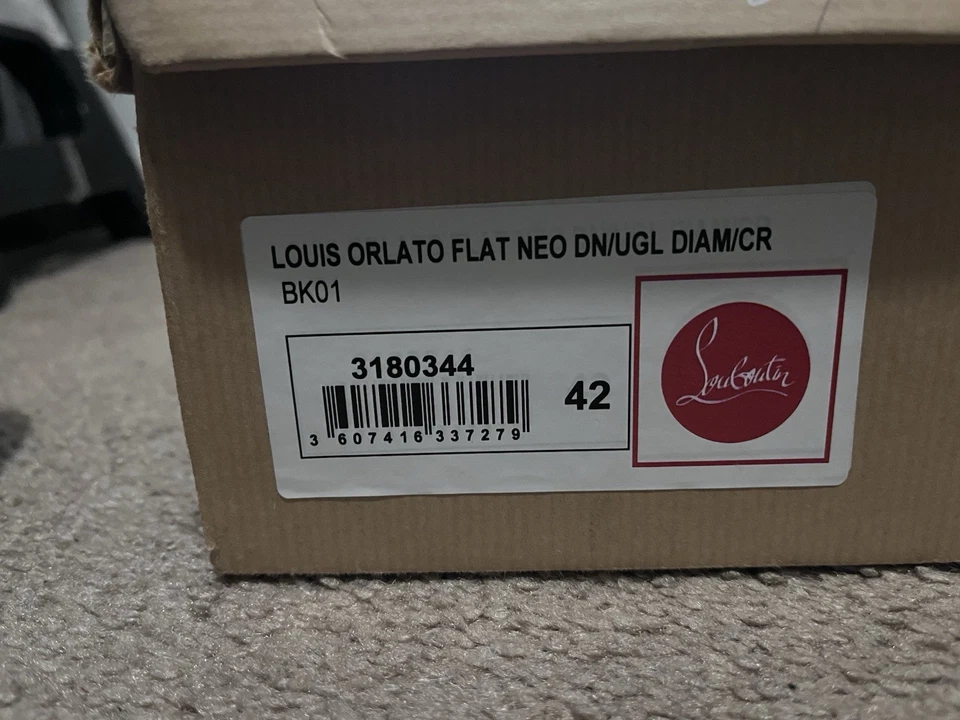 LOUIS ORLATO FLAT NEO DN/UGL DIAM/CR
BK01
3180344
42
3 607416 337279
Louboutin